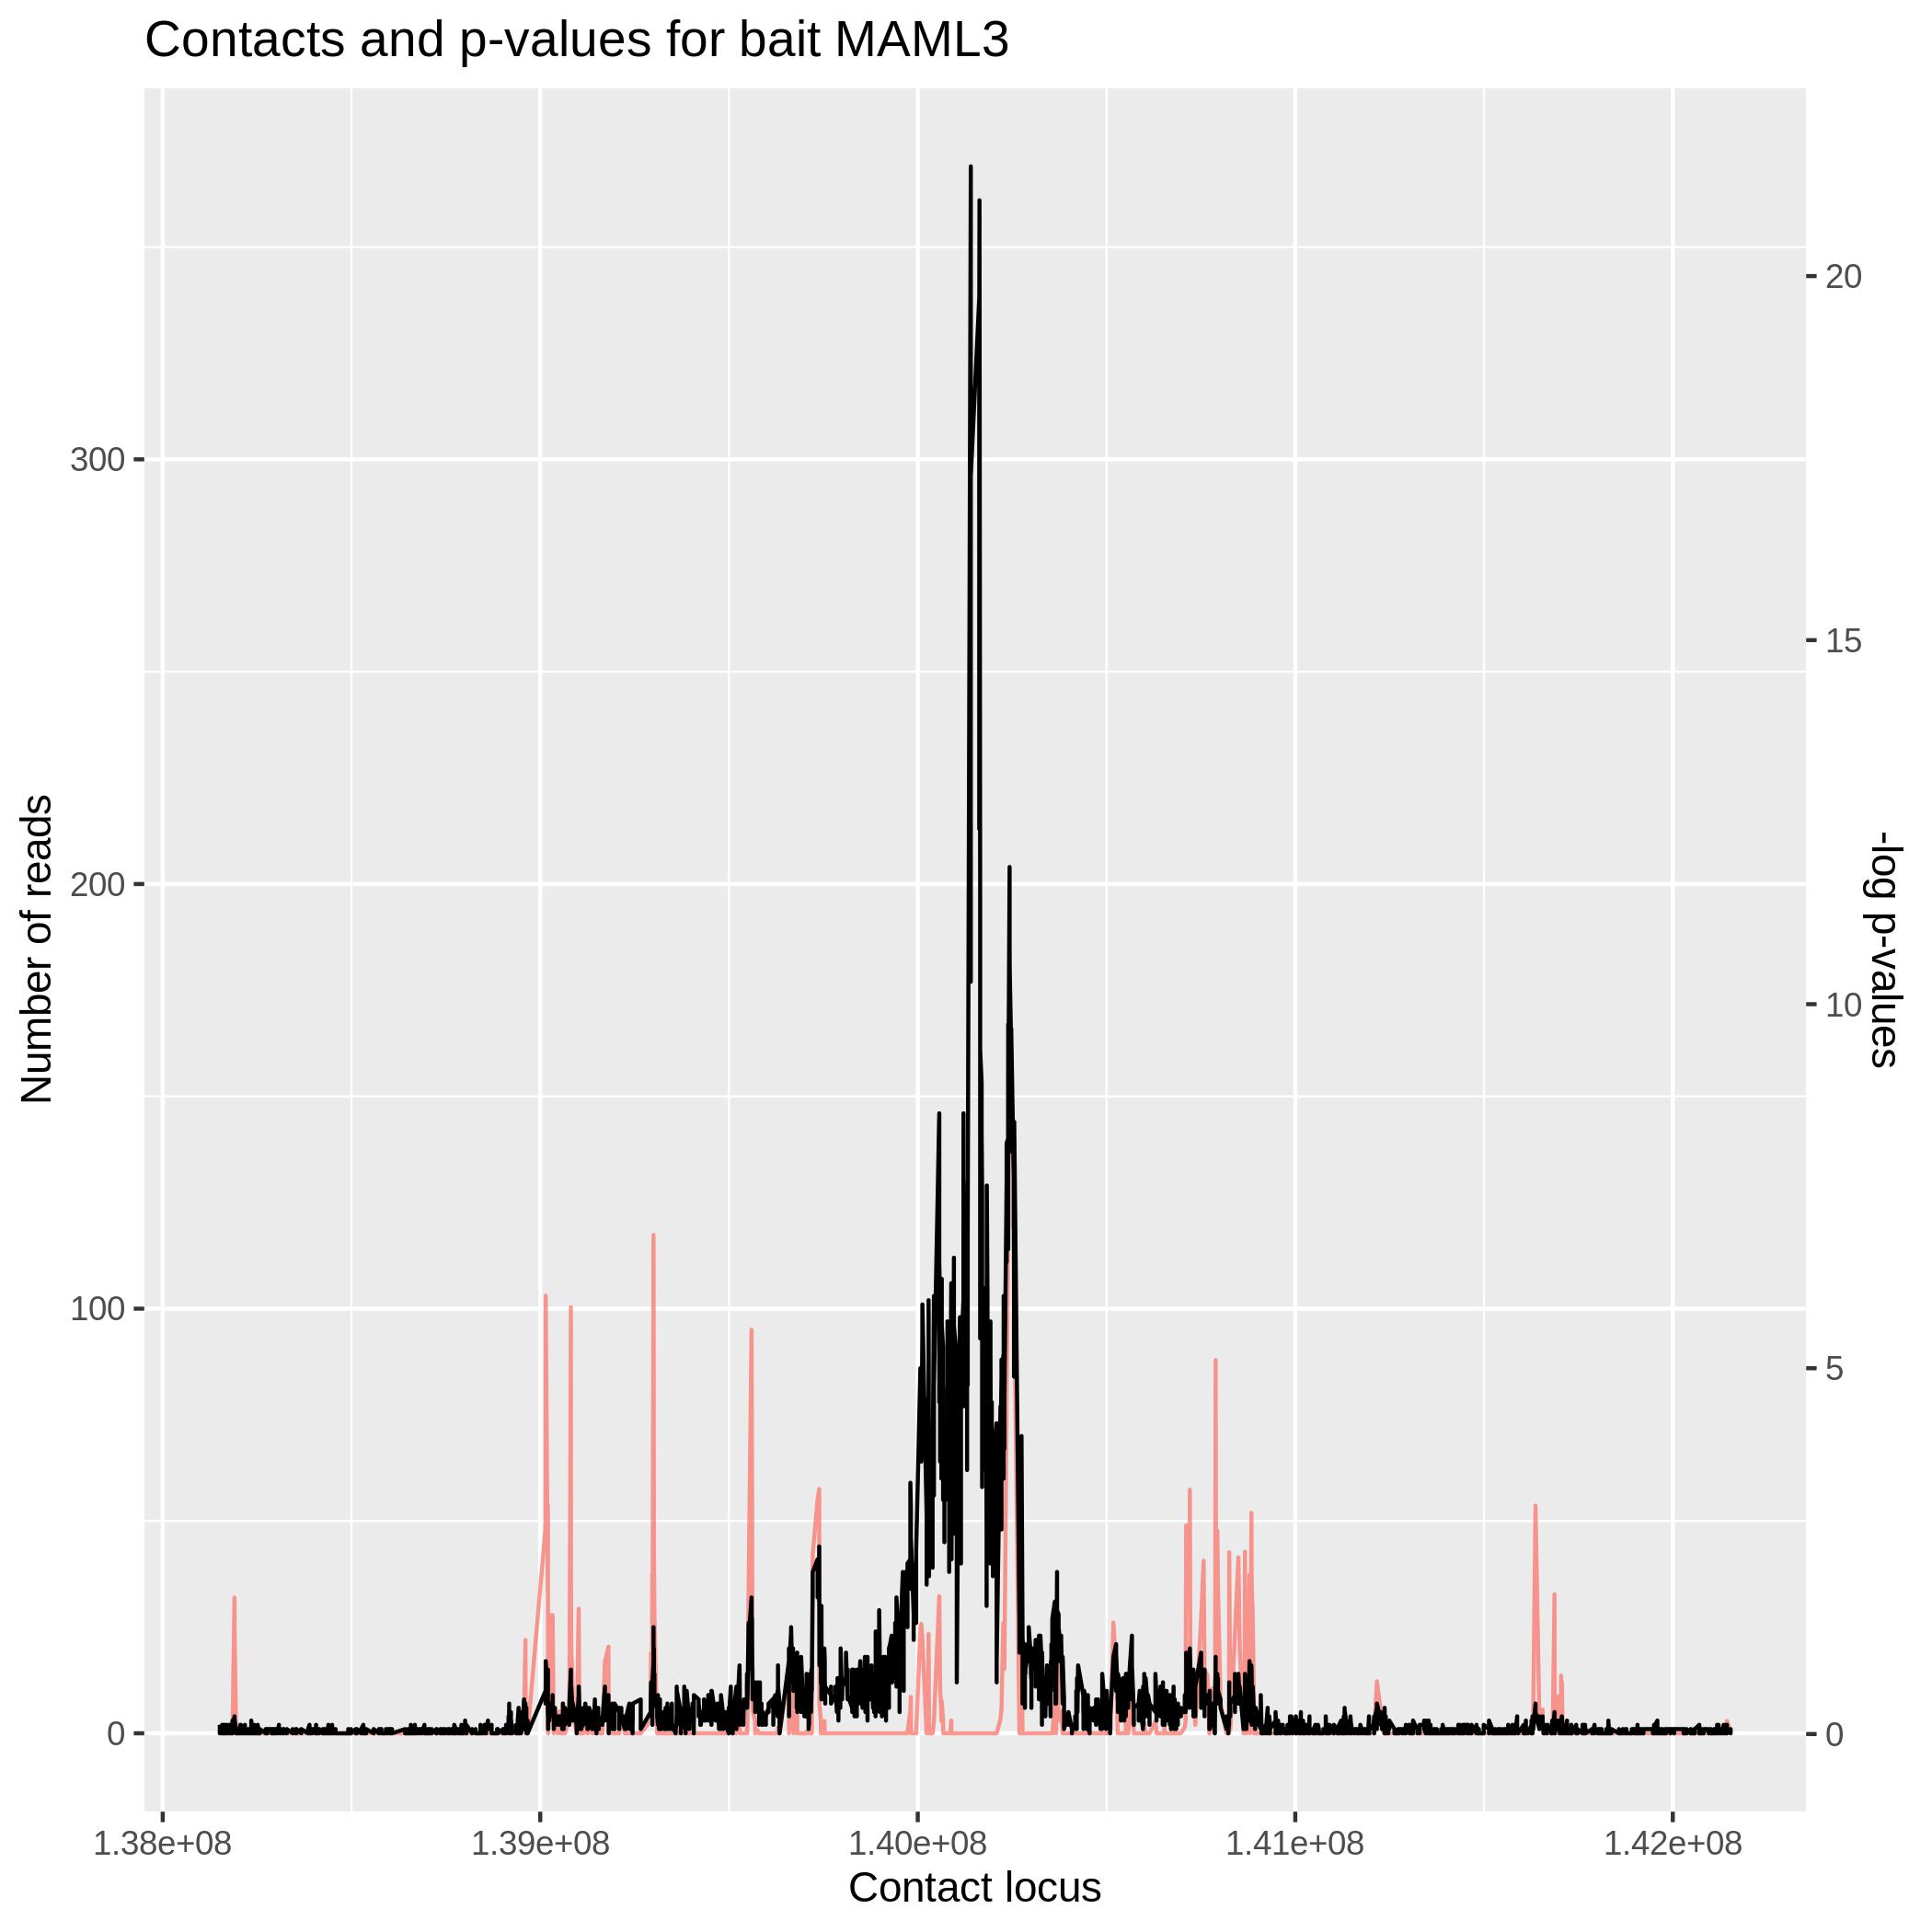 Contacts and p-values for bait MAML3
Number of reads
300
200
100
0
20
15
10
5
0
-log p-values
1.38e+08
1.39e+08
1.40e+08
1.41e+08
1.42e+08
Contact locus